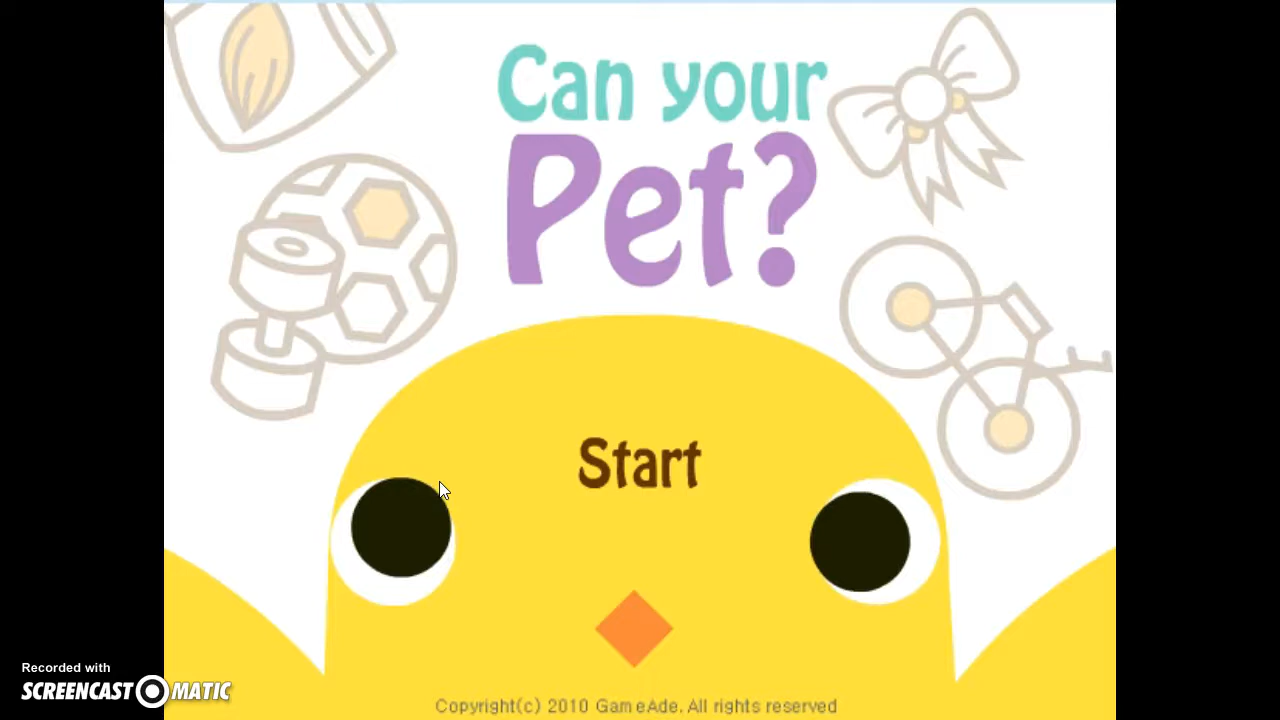 Can your
Pet?
Start
Recorded with
SCREENCAST MATIC
Copyright(c) 2010 GameAde. All rights reserved